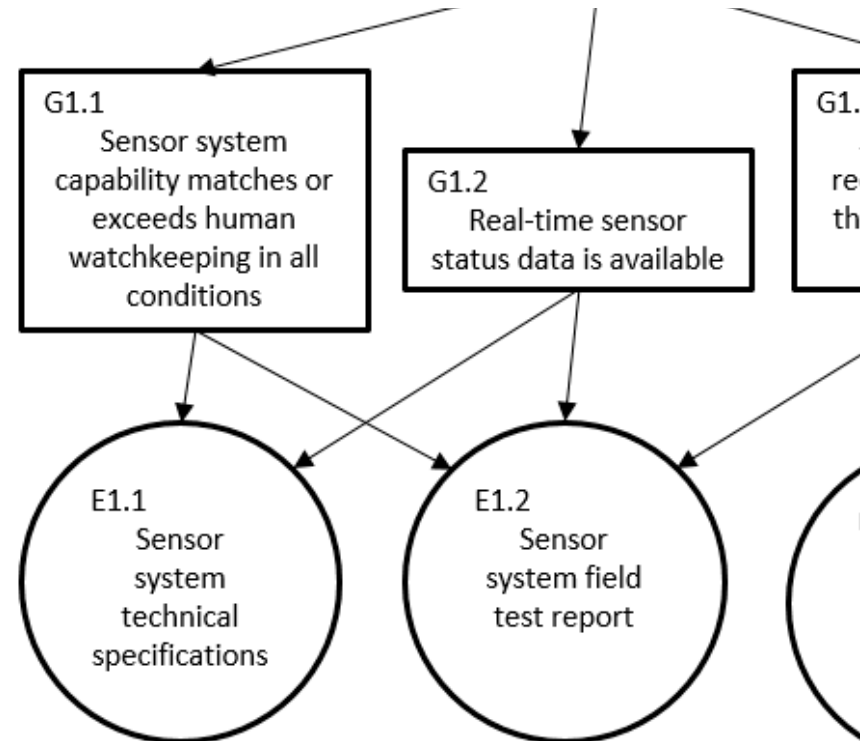 G1.1
Sensor system
capability matches or
exceeds human
watchkeeping in all
conditions
G1.2
Real-time sensor
status data is available
G1.
E1.1
Sensor
system
technical
specifications
E1.2
Sensor
system field
test report